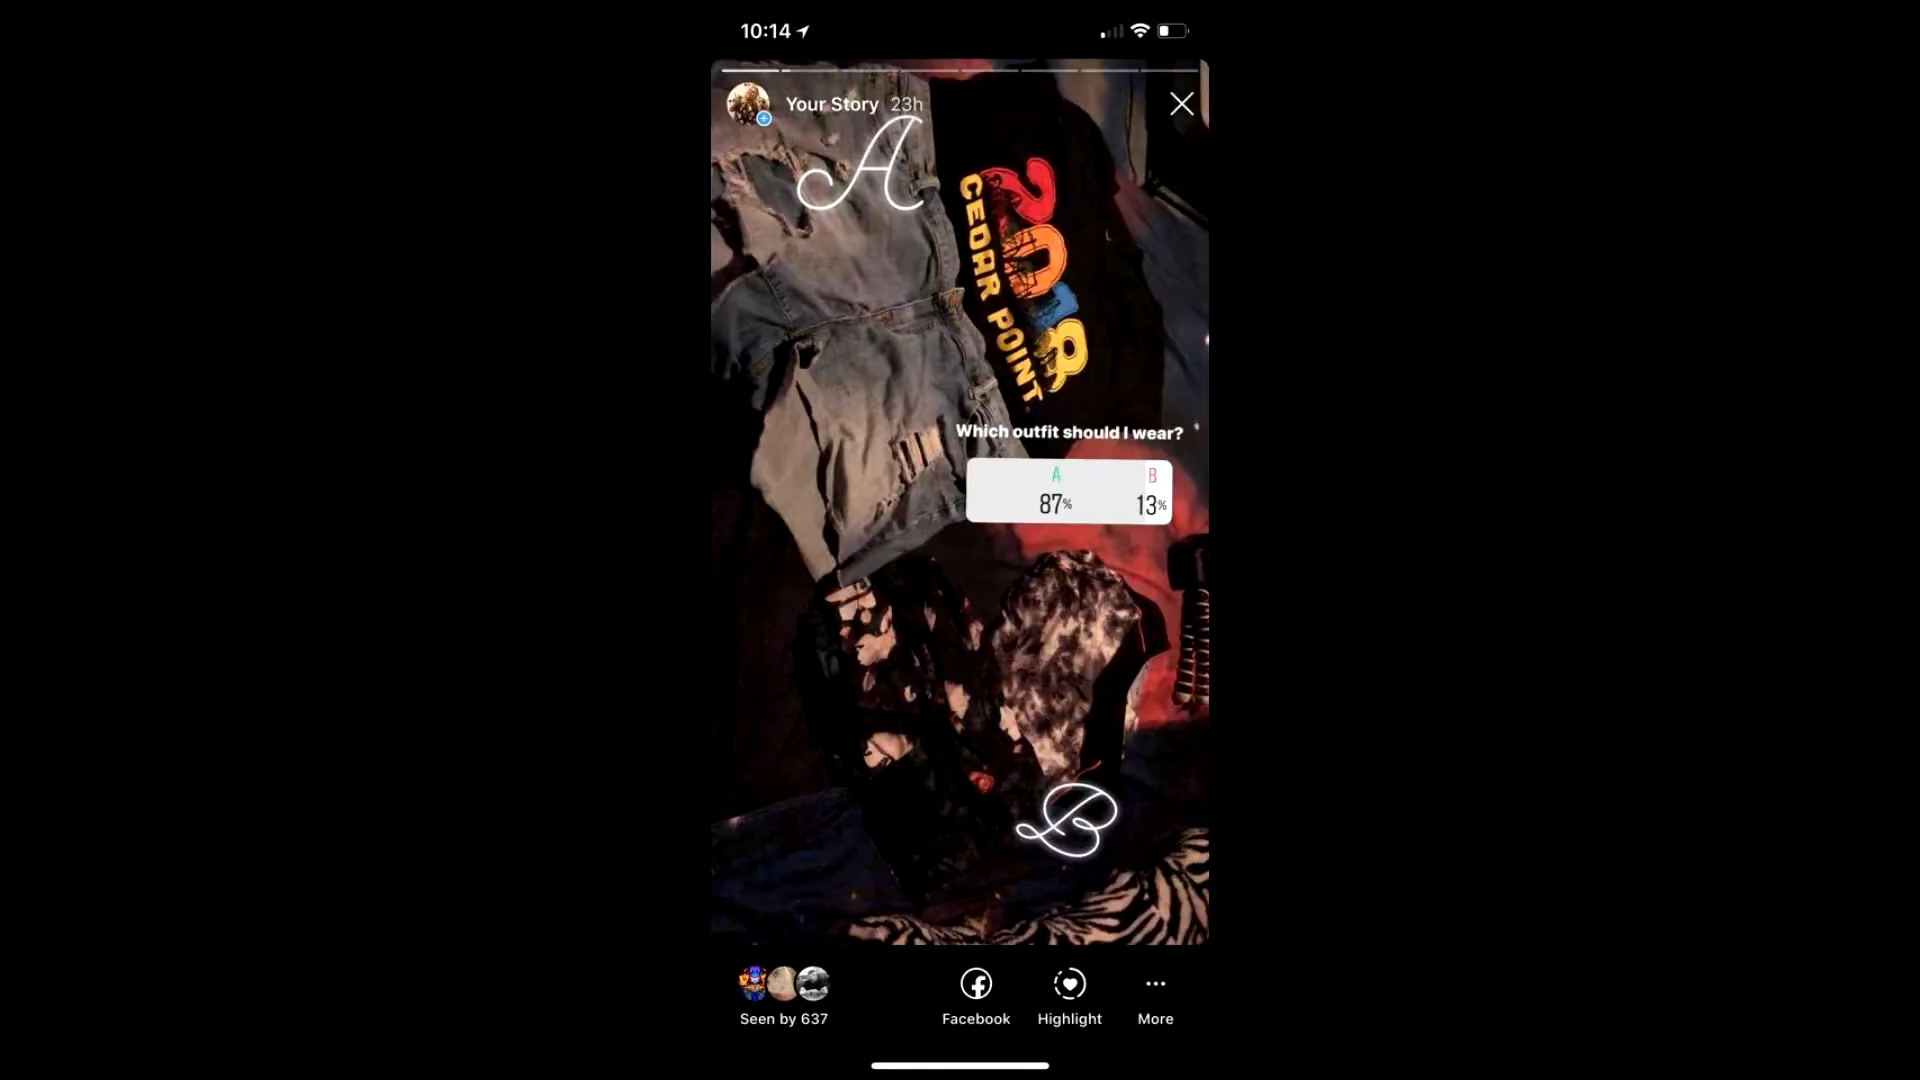 10:14
Your Story 23h
A
2018
CEDAR POINT
Which outfit should I wear?
A B
87% 13%
B
Seen by 637
Facebook Highlight More